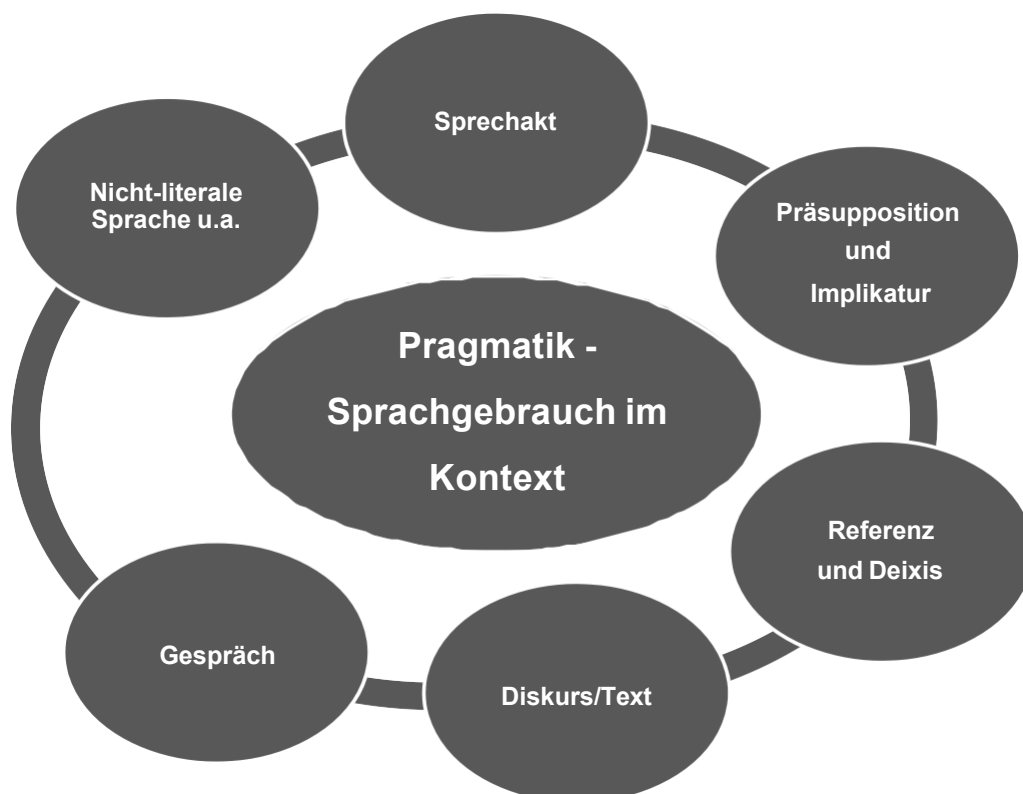 Sprechakt
Nicht-literale
Sprache u.a.
Präsupposition
und
Implikatur
Pragmatik -
Sprachgebrauch im
Kontext
Referenz
und Deixis
Gespräch
Diskurs/Text